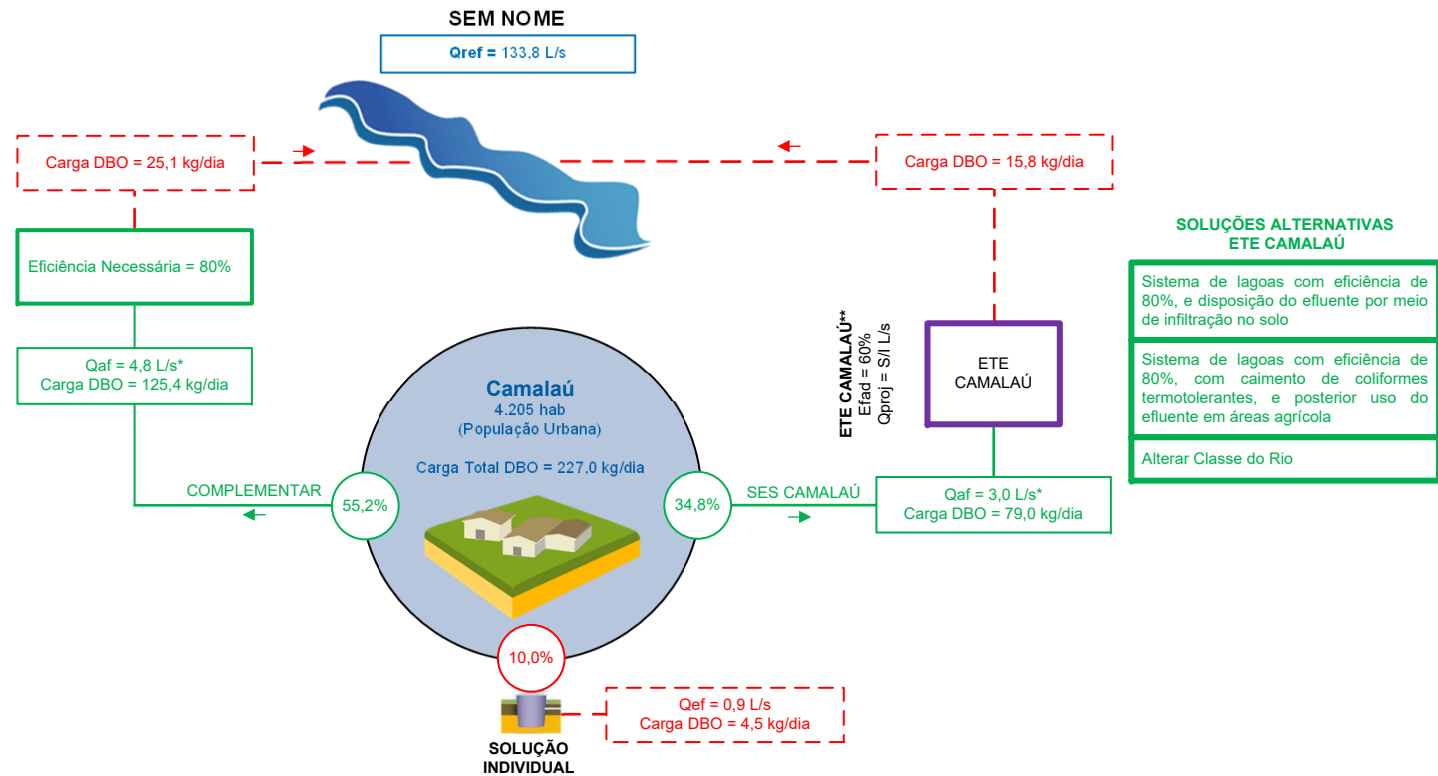 SEM NOME
Qref = 133,8 L/s
Carga DBO = 25,1 kg/dia
Carga DBO = 15,8 kg/dia
Eficiência Necessária = 80%
Qaf = 4,8 L/s*
Carga DBO = 125,4 kg/dia
COMPLEMENTAR
55,2%
Camalaú
4.205 hab
(População Urbana)
Carga Total DBO = 227,0 kg/dia
34,8%
SES CAMALAÚ
ETE CAMALAÚ**
Efad = 60%
Qproj = S/I L/s
ETE
CAMALAÚ
Qaf = 3,0 L/s*
Carga DBO = 79,0 kg/dia
10,0%
Qef = 0,9 L/s
Carga DBO = 4,5 kg/dia
SOLUÇÃO
INDIVIDUAL
SOLUÇÕES ALTERNATIVAS
ETE CAMALAÚ
Sistema de lagoas com eficiência de
80%, e disposição do efluente por meio
de infiltração no solo
Sistema de lagoas com eficiência de
80%, com caimento de coliformes
termotolerantes, e posterior uso do
efluente em áreas agrícola
Alterar Classe do Rio